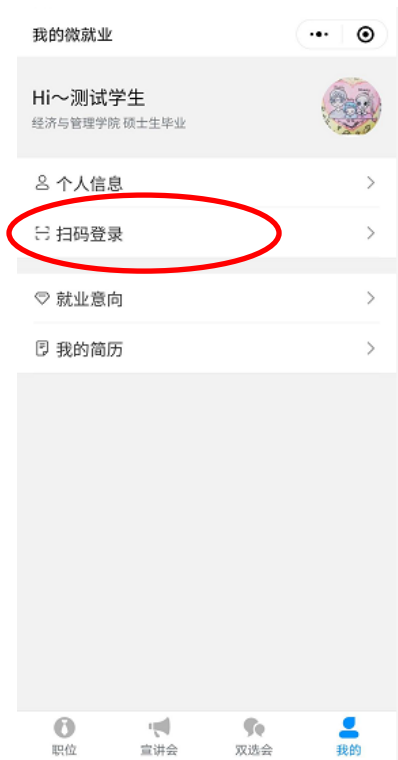 我的微就业
Hi～测试学生
经济与管理学院 硕士生毕业
个人信息
扫码登录
就业意向
我的简历
职位
宣讲会
双选会
我的